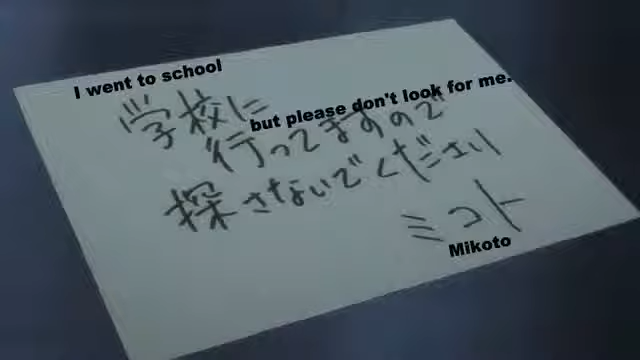 I went to school
学校に
but please don't look for me.
行ってますので
探さないでください
ミコト
Mikoto